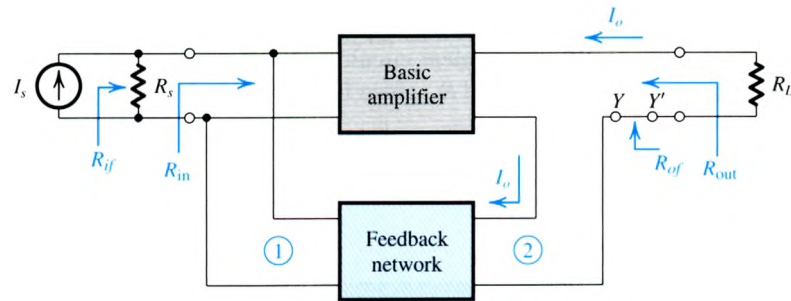 I_o
Basic
amplifier
I_s
R_s
R_L
Y
Y'
R_if
R_in
R_of
R_out
I_o
1
Feedback
network
2